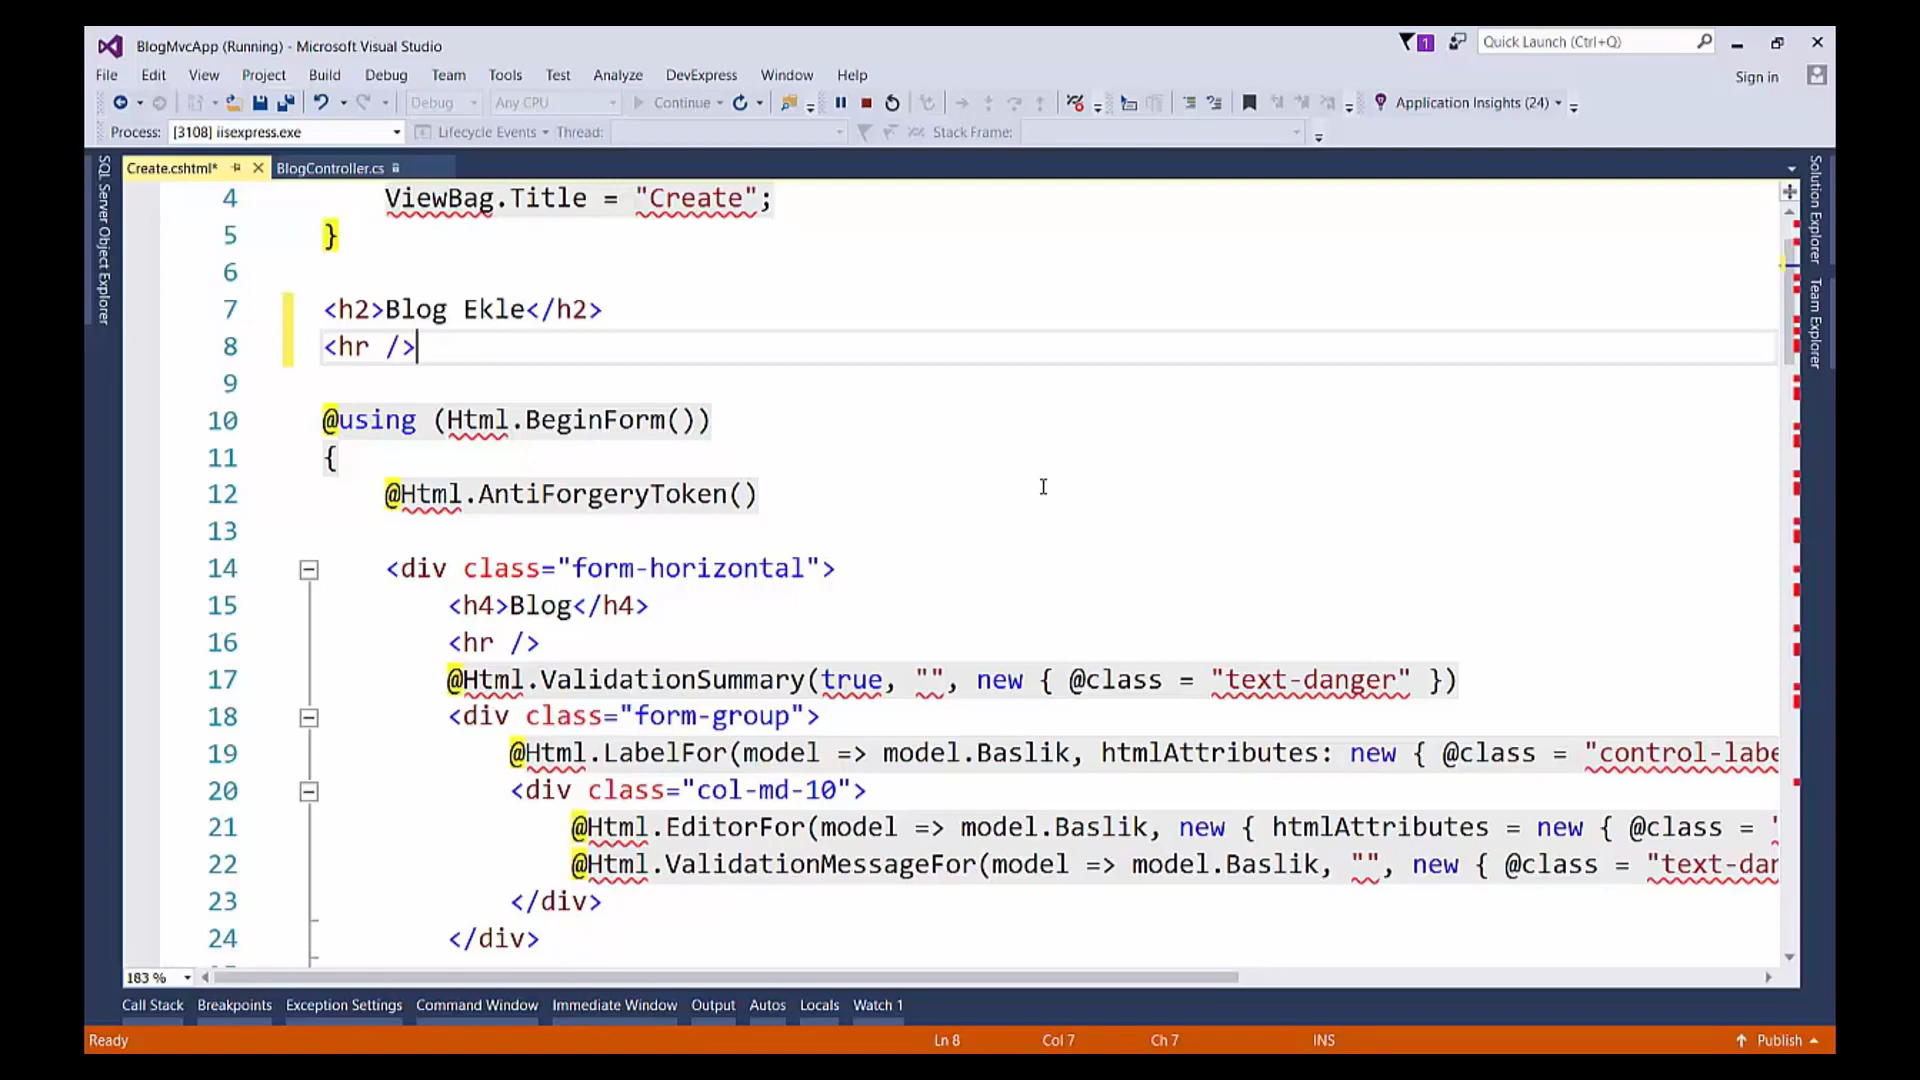 BlogMvcApp (Running) - Microsoft Visual Studio
1
Quick Launch (Ctrl+Q)
File Edit View Project Build Debug Team Tools Test Analyze DevExpress Window Help
Sign in
Debug Any CPU Continue Application Insights (24)
Process: [3108] iisexpress.exe Lifecycle Events Thread: Stack Frame:
SQL Server Object Explorer
Create.cshtml* BlogController.cs
Solution Explorer
Team Explorer
4 ViewBag.Title = "Create";
5 }
6
7 <h2>Blog Ekle</h2>
8 <hr />
9
10 @using (Html.BeginForm())
11 {
12 @Html.AntiForgeryToken()
13
14 <div class="form-horizontal">
15 <h4>Blog</h4>
16 <hr />
17 @Html.ValidationSummary(true, "", new { @class = "text-danger" })
18 <div class="form-group">
19 @Html.LabelFor(model => model.Baslik, htmlAttributes: new { @class = "control-labe
20 <div class="col-md-10">
21 @Html.EditorFor(model => model.Baslik, new { htmlAttributes = new { @class = "
22 @Html.ValidationMessageFor(model => model.Baslik, "", new { @class = "text-dan
23 </div>
24 </div>
183 %
Call Stack Breakpoints Exception Settings Command Window Immediate Window Output Autos Locals Watch 1
Ready Ln 8 Col 7 Ch 7 INS Publish